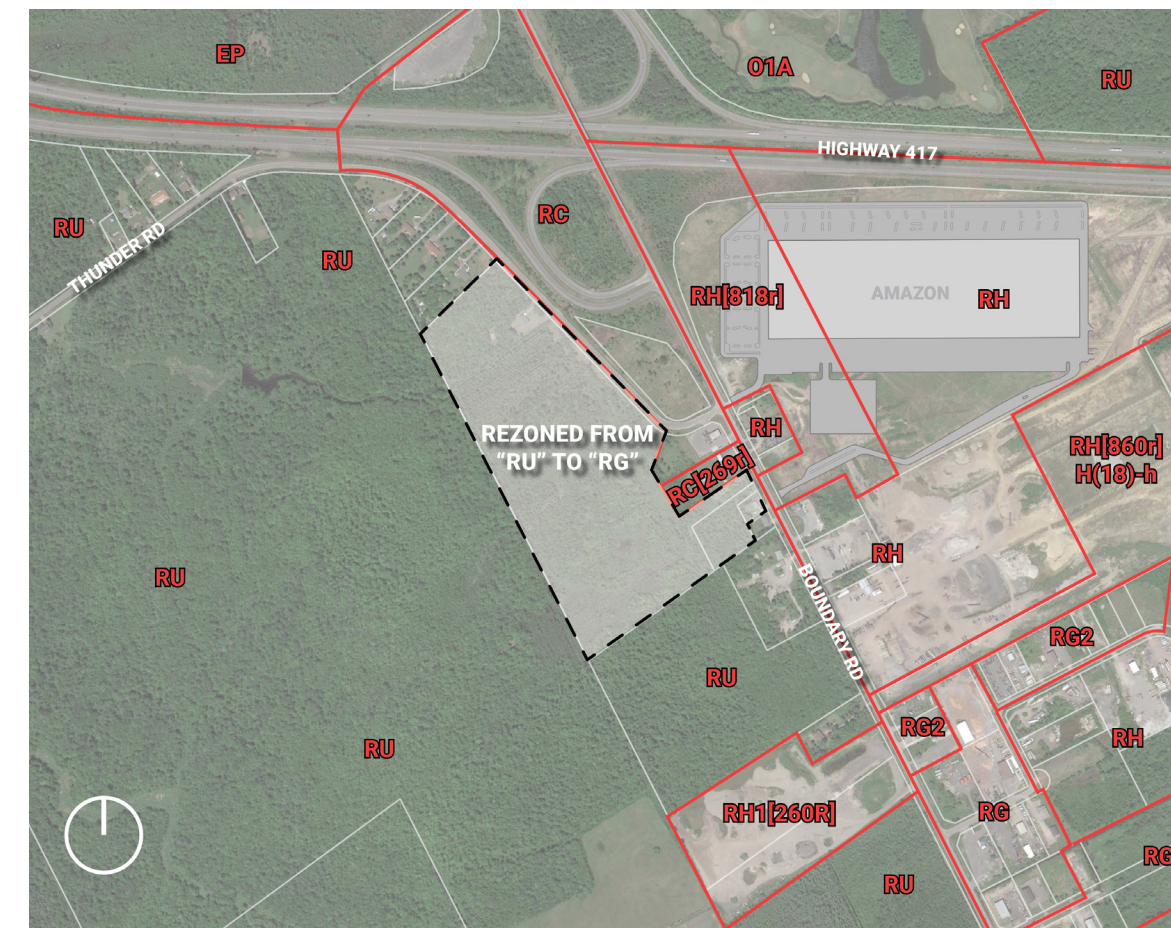 EP
O1A
RU
HIGHWAY 417
RU
THUNDER RD
RU
RC
RH[818r]
AMAZON
RH
REZONED FROM
“RU” TO “RG”
RH
RC[269r]
RH[860r]
H(18)-h
RU
RH
BOUNDARY RD
RG2
RU
RG2
RH
RU
RH1[260R]
RG
RG
RU